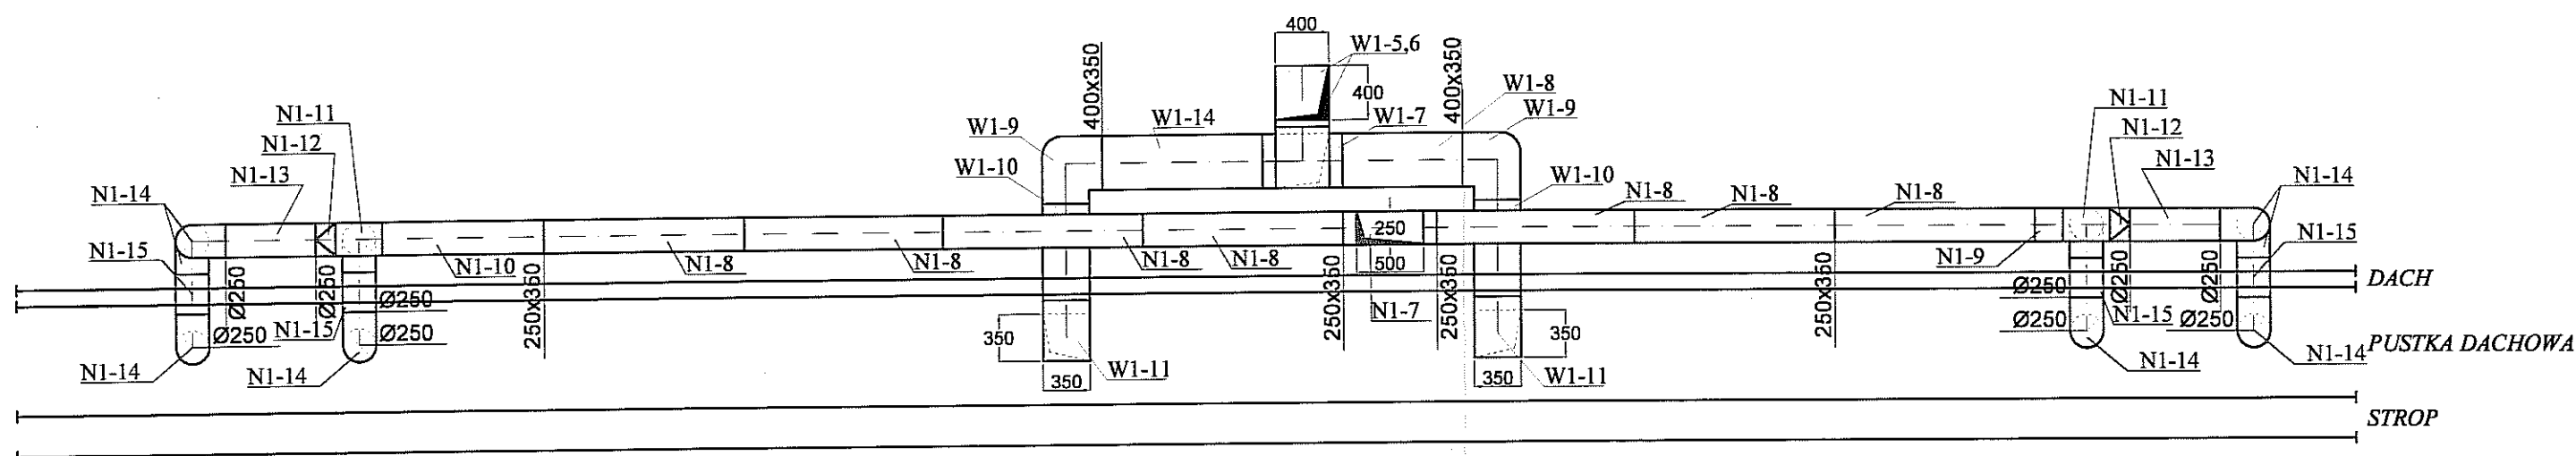 400
W1-5,6
400
400x350
400x350
W1-8
W1-9
W1-9
W1-14
W1-7
W1-10
W1-10
N1-11
N1-12
N1-13
N1-14
N1-11
N1-12
N1-13
N1-14
N1-8
N1-8
N1-8
N1-15
N1-10
N1-8
N1-8
N1-8
N1-8
250
500
N1-9
N1-15
Ø250
Ø250
Ø250
250x350
250x350
250x350
250x350
Ø250
Ø250
Ø250
DACH
N1-15
Ø250
Ø250
N1-7
N1-15
Ø250
Ø250
350
350
N1-14
N1-14
350
W1-11
350
W1-11
N1-14
N1-14
PUSTKA DACHOWA
STROP